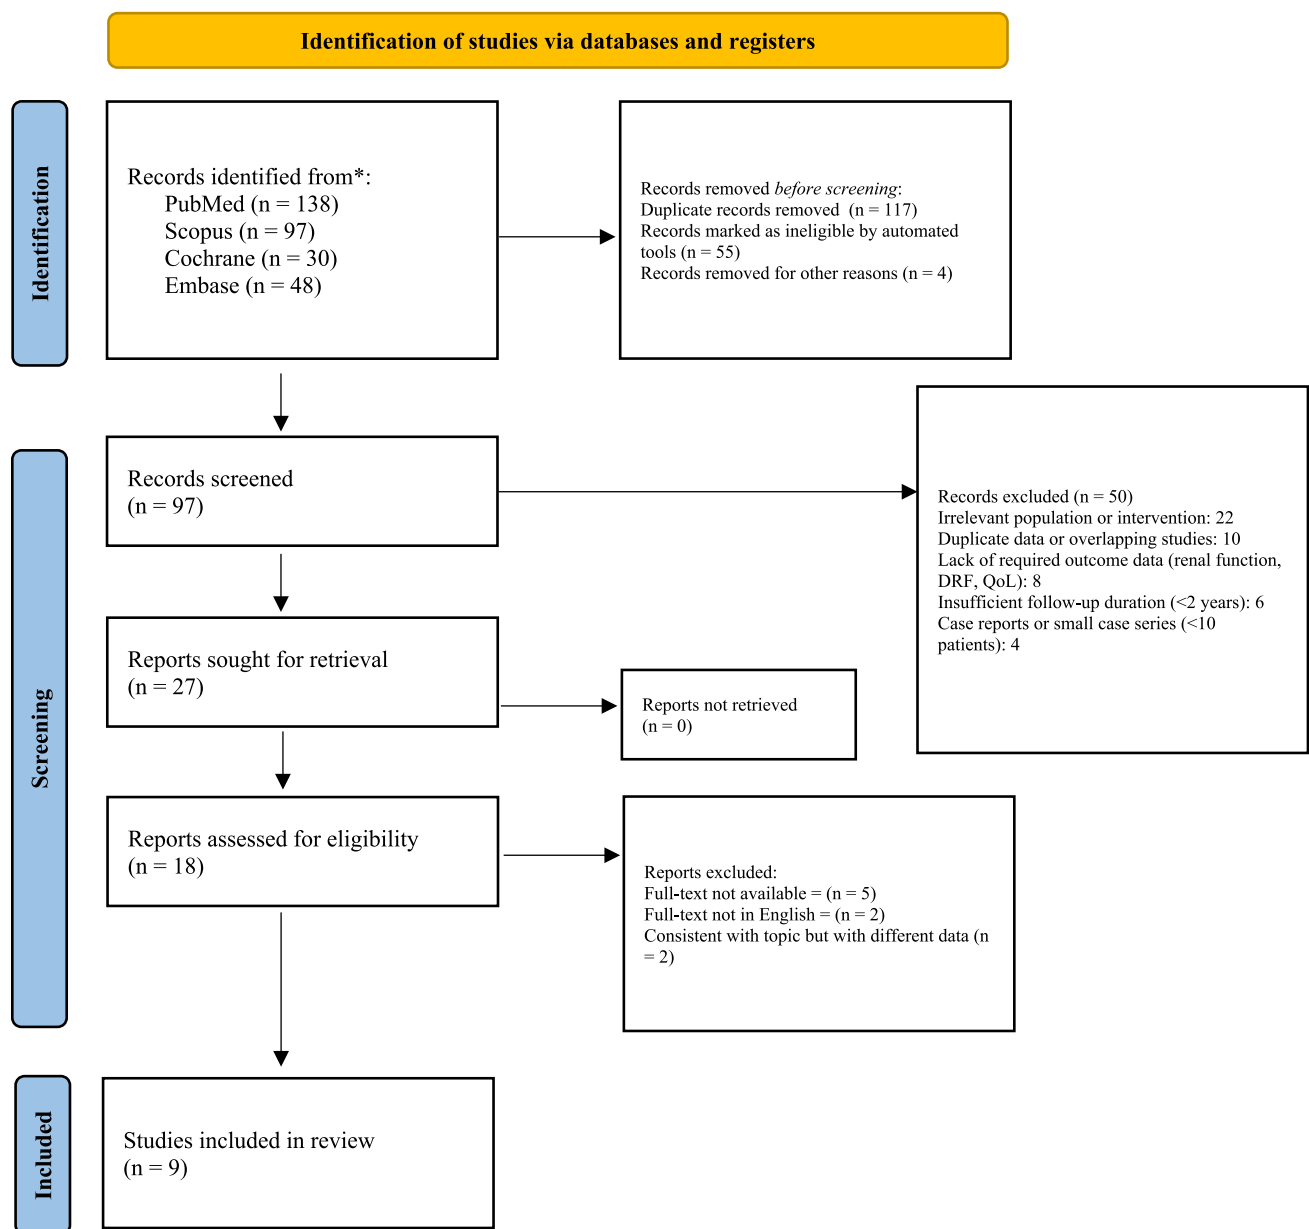 Identification of studies via databases and registers
Identification
Records identified from*:
PubMed (n = 138)
Scopus (n = 97)
Cochrane (n = 30)
Embase (n = 48)
Records removed before screening:
Duplicate records removed (n = 117)
Records marked as ineligible by automated
tools (n = 55)
Records removed for other reasons (n = 4)
Screening
Records screened
(n = 97)
Records excluded (n = 50)
Irrelevant population or intervention: 22
Duplicate data or overlapping studies: 10
Lack of required outcome data (renal function,
DRF, QoL): 8
Insufficient follow-up duration (<2 years): 6
Case reports or small case series (<10
patients): 4
Reports sought for retrieval
(n = 27)
Reports not retrieved
(n = 0)
Reports assessed for eligibility
(n = 18)
Reports excluded:
Full-text not available = (n = 5)
Full-text not in English = (n = 2)
Consistent with topic but with different data (n
= 2)
Included
Studies included in review
(n = 9)